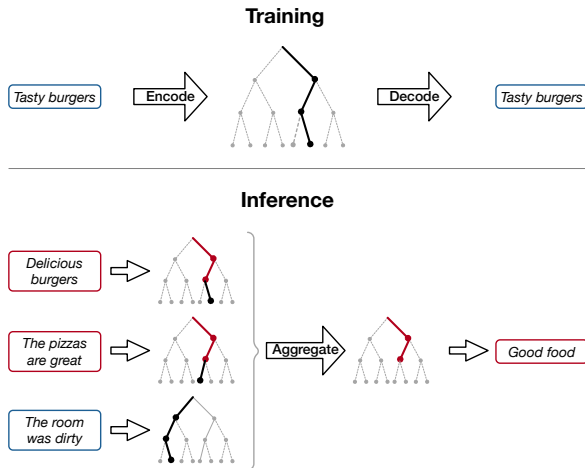 Training
Tasty burgers
Encode
Decode
Tasty burgers
Inference
Delicious
burgers
The pizzas
are great
Aggregate
Good food
The room
was dirty